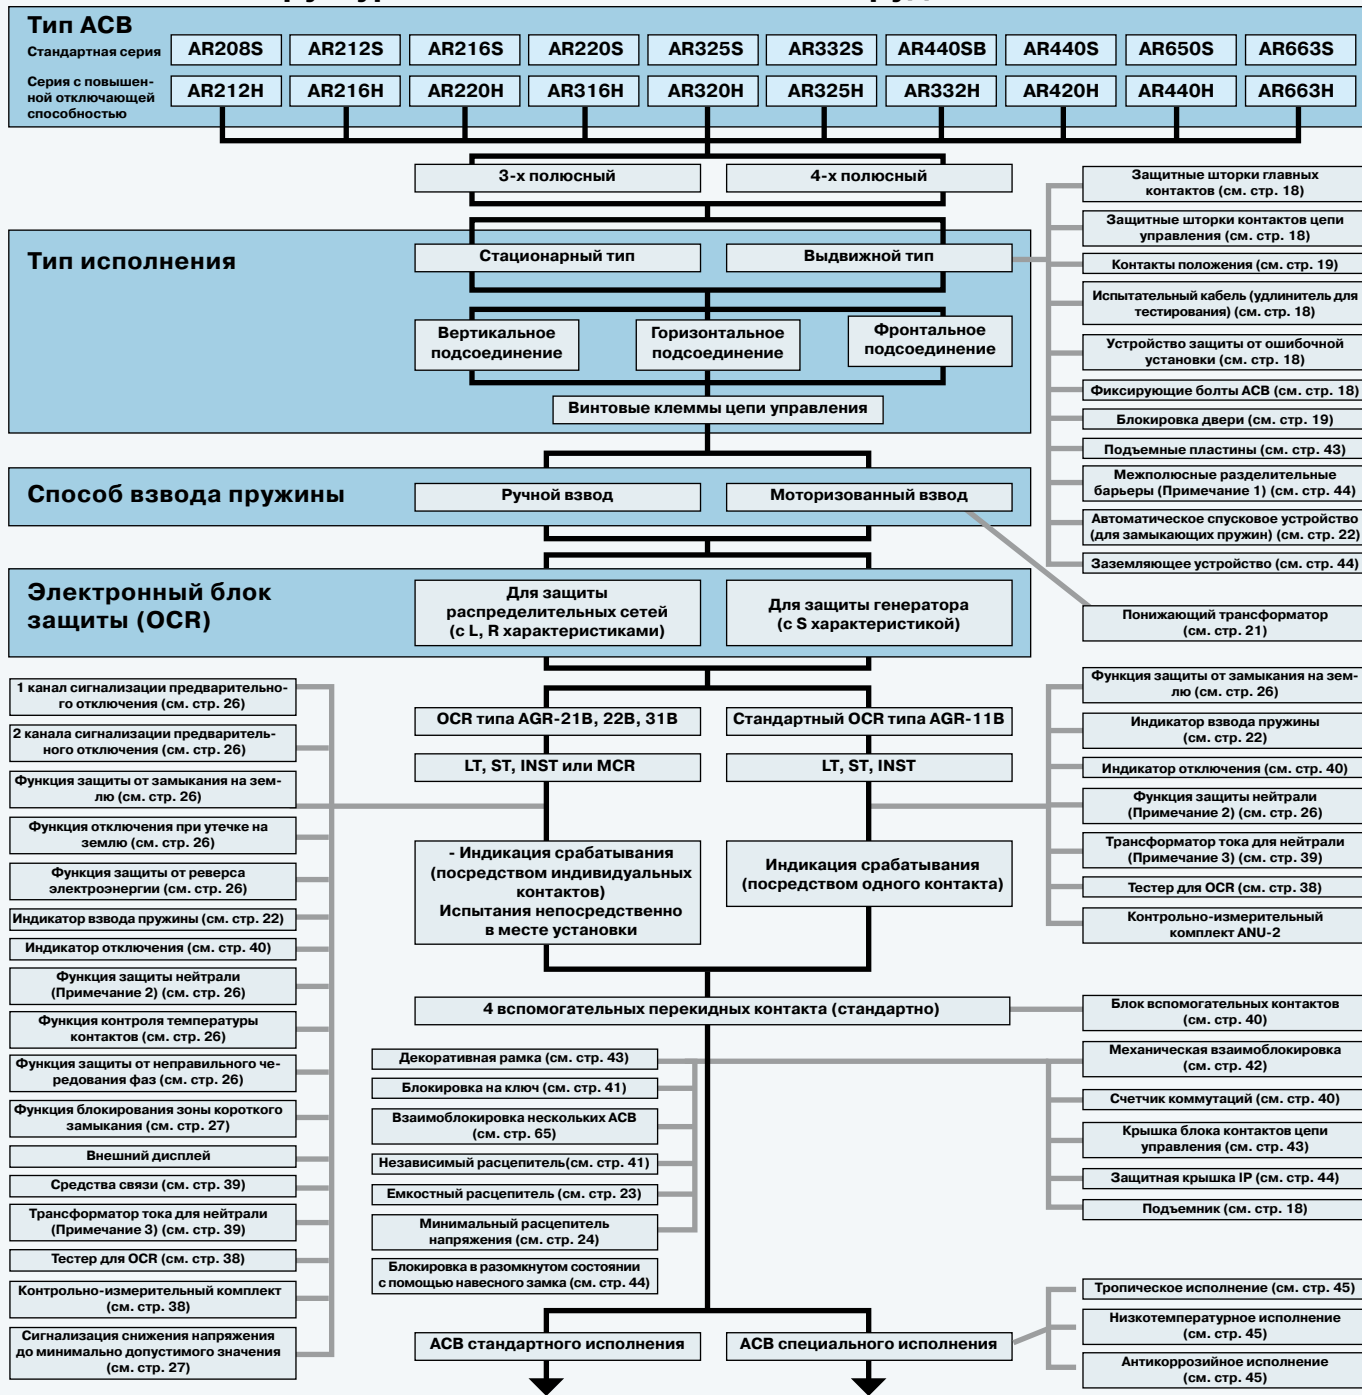 Тип ACB
Стандартная серия
AR208S AR212S AR216S AR220S AR325S AR332S AR440SB AR440S AR650S AR663S
Серия с повышен-
ной отключающей
способностью
AR212H AR216H AR220H AR316H AR320H AR325H AR332H AR420H AR440H AR663H
3-х полюсный
4-х полюсный
Тип исполнения
Стационарный тип
Выдвижной тип
Вертикальное
подсоединение
Горизонтальное
подсоединение
Фронтальное
подсоединение
Винтовые клеммы цепи управления
Защитные шторки главных
контактов (см. стр. 18)
Защитные шторки контактов цепи
управления (см. стр. 18)
Контакты положения (см. стр. 19)
Испытательный кабель (удлинитель для
тестирования) (см. стр. 18)
Устройство защиты от ошибочной
установки (см. стр. 18)
Фиксирующие болты ACB (см. стр. 18)
Блокировка двери (см. стр. 19)
Подъемные пластины (см. стр. 43)
Межполюсные разделительные
барьеры (Примечание 1) (см. стр. 44)
Автоматическое спусковое устройство
(для замыкающих пружин) (см. стр. 22)
Заземляющее устройство (см. стр. 44)
Способ взвода пружины
Ручной взвод
Моторизованный взвод
Понижающий трансформатор
(см. стр. 21)
Электронный блок
защиты (OCR)
Для защиты
распределительных сетей
(с L, R характеристиками)
Для защиты генератора
(с S характеристикой)
1 канал сигнализации предварительно-
го отключения (см. стр. 26)
2 канала сигнализации предваритель-
ного отключения (см. стр. 26)
Функция защиты от замыкания на зем-
лю (см. стр. 26)
Функция отключения при утечке на
землю (см. стр. 26)
Функция защиты от реверса
электроэнергии (см. стр. 26)
Индикатор взвода пружины (см. стр. 22)
Индикатор отключения (см. стр. 40)
Функция защиты нейтрали
(Примечание 2) (см. стр. 26)
Функция контроля температуры
контактов (см. стр. 26)
Функция защиты от неправильного че-
редования фаз (см. стр. 26)
Функция блокирования зоны короткого
замыкания (см. стр. 27)
Внешний дисплей
Средства связи (см. стр. 39)
Трансформатор тока для нейтрали
(Примечание 3) (см. стр. 39)
Тестер для OCR (см. стр. 38)
Контрольно-измерительный комплект
(см. стр. 38)
Сигнализация снижения напряжения
до минимально допустимого значения
(см. стр. 27)
OCR типа AGR-21B, 22B, 31B
Стандартный OCR типа AGR-11B
LT, ST, INST или MCR
LT, ST, INST
- Индикация срабатывания
(посредством индивидуальных
контактов)
Испытания непосредственно
в месте установки
Индикация срабатывания
(посредством одного контакта)
Функция защиты от замыкания на зем-
лю (см. стр. 26)
Индикатор взвода пружины
(см. стр. 22)
Индикатор отключения (см. стр. 40)
Функция защиты нейтрали
(Примечание 2) (см. стр. 26)
Трансформатор тока для нейтрали
(Примечание 3) (см. стр. 39)
Тестер для OCR (см. стр. 38)
Контрольно-измерительный
комплект ANU-2
4 вспомогательных перекидных контакта (стандартно)
Блок вспомогательных контактов
(см. стр. 40)
Декоративная рамка (см. стр. 43)
Блокировка на ключ (см. стр. 41)
Взаимоблокировка нескольких ACB
(см. стр. 65)
Независимый расцепитель(см. стр. 41)
Емкостный расцепитель (см. стр. 23)
Минимальный расцепитель
напряжения (см. стр. 24)
Блокировка в разомкнутом состоянии
с помощью навесного замка (см. стр. 44)
Механическая взаимоблокировка
(см. стр. 42)
Счетчик коммутаций (см. стр. 40)
Крышка блока контактов цепи
управления (см. стр. 43)
Защитная крышка IP (см. стр. 44)
Подъемник (см. стр. 18)
ACB стандартного исполнения
ACB специального исполнения
Тропическое исполнение (см. стр. 45)
Низкотемпературное исполнение
(см. стр. 45)
Антикоррозийное исполнение
(см. стр. 45)